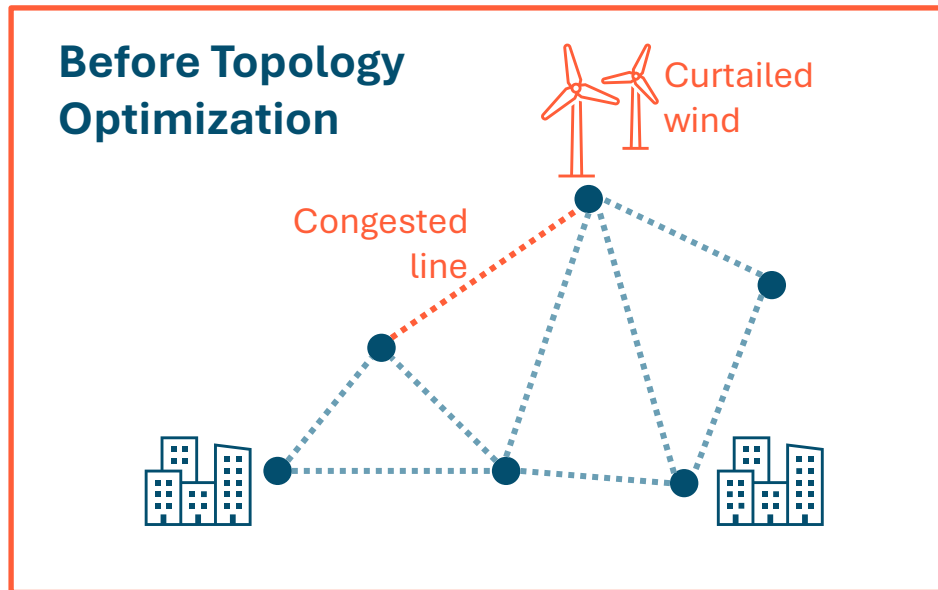 Before Topology
Optimization
Curtailed
wind
Congested
line